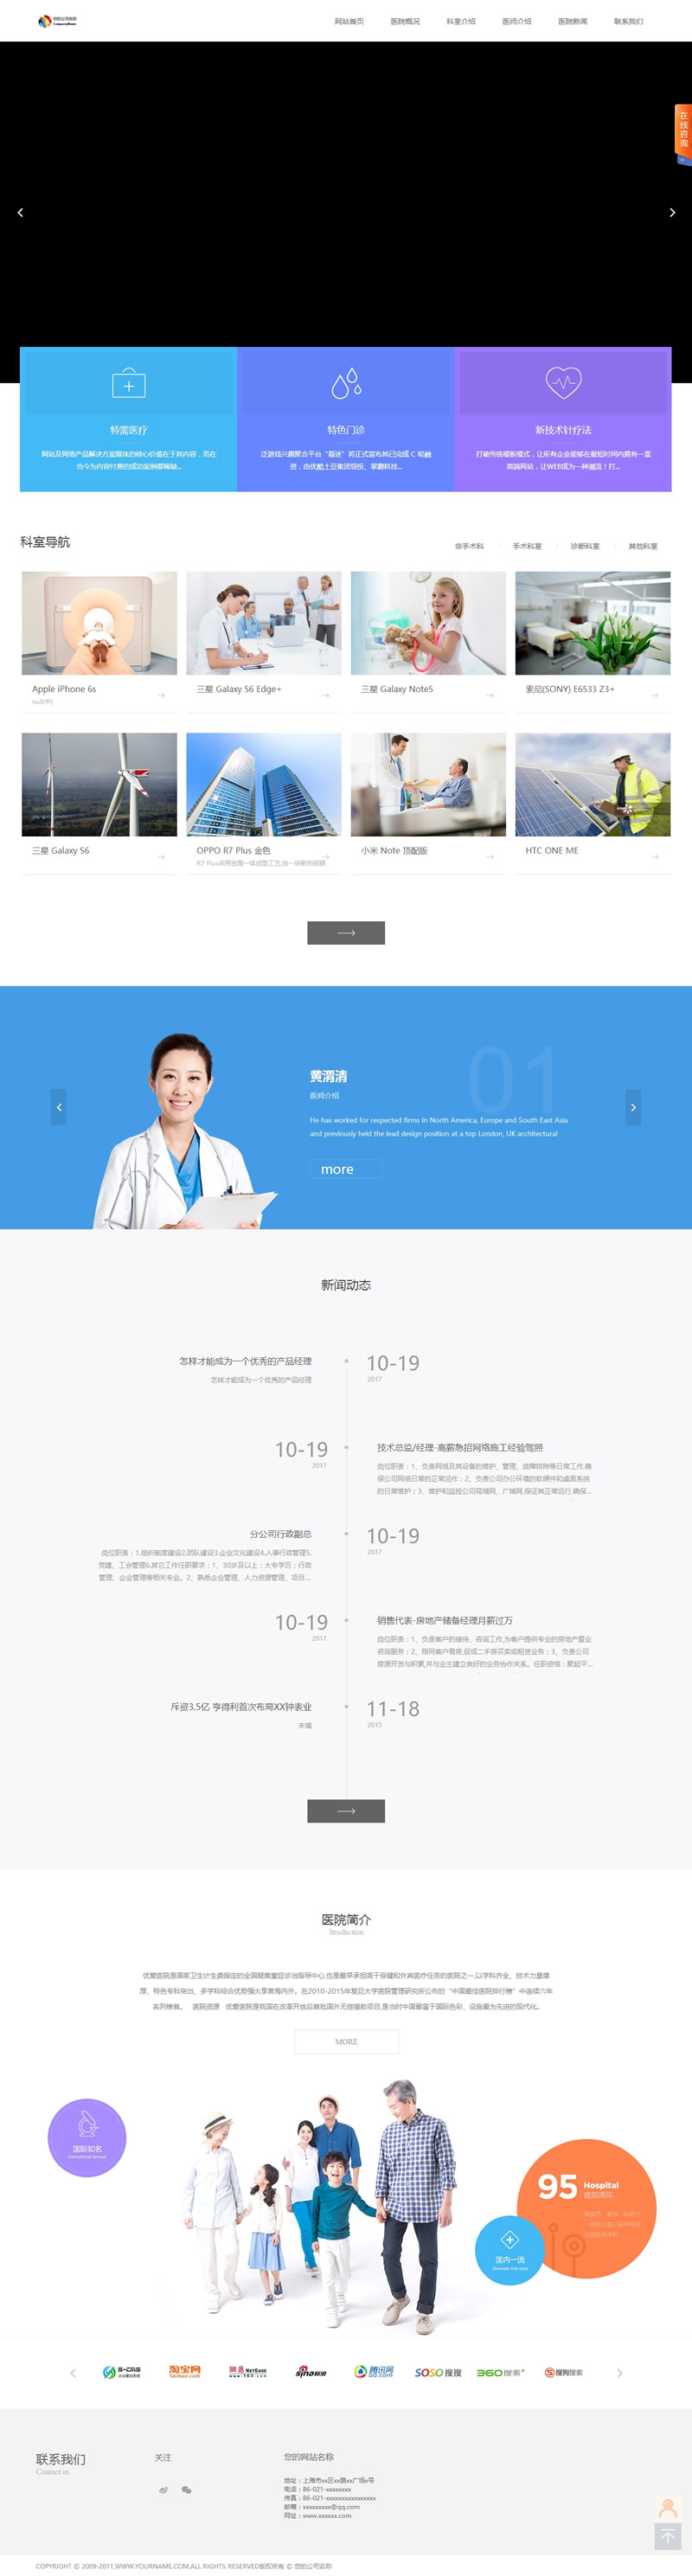 您的公司名称
CompanyName
网站首页 医院概况 科室介绍 医师介绍 医院新闻 联系我们
在线咨询
特需医疗
网站及网络产品解决方案媒体的核心价值在于其内容，而在
当今为内容付费的成功案例都稀缺...
特色门诊
泛游戏兴趣聚合平台“菇迷”将正式宣布其已完成 C 轮融
资，由优酷土豆集团领投、掌趣科技...
新技术针疗法
打破传统模板模式，让所有企业能够在最短时间内拥有一套
高端网站，让WEB成为一种潮流！打...
科室导航
非手术科 手术科室 诊断科室 其他科室
Apple iPhone 6s
null(中)
三星 Galaxy S6 Edge+
三星 Galaxy Note5
索尼(SONY) E6533 Z3+
三星 Galaxy S6
OPPO R7 Plus 金色
R7 Plus采用金属一体成型工艺,由一块完整的铝镁
小米 Note 顶配版
HTC ONE ME
01
黄渭清
医师介绍
He has worked for respected firms in North America, Europe and South East Asia
and previously held the lead design position at a top London, UK architectural
more
新闻动态
怎样才能成为一个优秀的产品经理
怎样才能成为一个优秀的产品经理
10-19
2017
10-19
2017
技术总监/经理-高薪急招网络施工经验驾照
岗位职责：1、负责网络及其设备的维护、管理、故障排除等日常工作,确
保公司网络日常的正常运作；2、负责公司办公环境的软硬件和桌面系统
的日常维护；3、维护和监控公司局域网、广域网,保证其正常运行,确保...
分公司行政副总
岗位职责：1.组织制度建设2.团队建设3.企业文化建设4.人事行政管理5.
党建、工会管理6.其它工作任职要求：1、30岁及以上；大专学历；行政
管理、企业管理等相关专业。2、熟悉企业管理、人力资源管理、项目...
10-19
2017
10-19
2017
销售代表-房地产储备经理月薪过万
岗位职责：1、负责客户的接待、咨询工作,为客户提供专业的房地产置业
咨询服务；2、陪同客户看房,促成二手房买卖或租赁业务；3、负责公司
房源开发与积累,并与业主建立良好的业务协作关系。任职资格：聚起平...
斥资3.5亿 亨得利首次布局XX钟表业
未填
11-18
2015
医院简介
Itroduction
优爱医院是国家卫生计生委指定的全国疑难重症诊治指导中心,也是最早承担高干保健和外宾医疗任务的医院之一,以学科齐全、技术力量雄
厚、特色专科突出、多学科综合优势强大享誉海内外。在2010-2015年复旦大学医院管理研究所公布的“中国最佳医院排行榜”中连续六年
名列榜首。 医院资源 优爱医院是我国在改革开放后首批国外无偿援助项目,是当时中国最富于国际色彩、设施最为先进的现代化。
MORE
国际知名
International Service
95 Hospital
建院周年
国内一流
Domestic first class
S-CMS 企业建站系统
淘宝网 Taobao.com
网易 NETEASE www.163.com
sina新浪
腾讯网 QQ.com
SOSO搜搜
360搜索+
搜狗搜索
联系我们
Contact us
关注
您的网站名称
地址：上海市xx区xx路xx广场x号
电话：86-021-xxxxxxxx
传真：86-021-xxxxxxxxxxxxxxxx
邮箱：xxxxxxxxx@qq.com
网址：www.xxxxxx.com
COPYRIGHT © 2009-2011,WWW.YOURNAME.COM,ALL RIGHTS RESERVED版权所有 © 您的公司名称